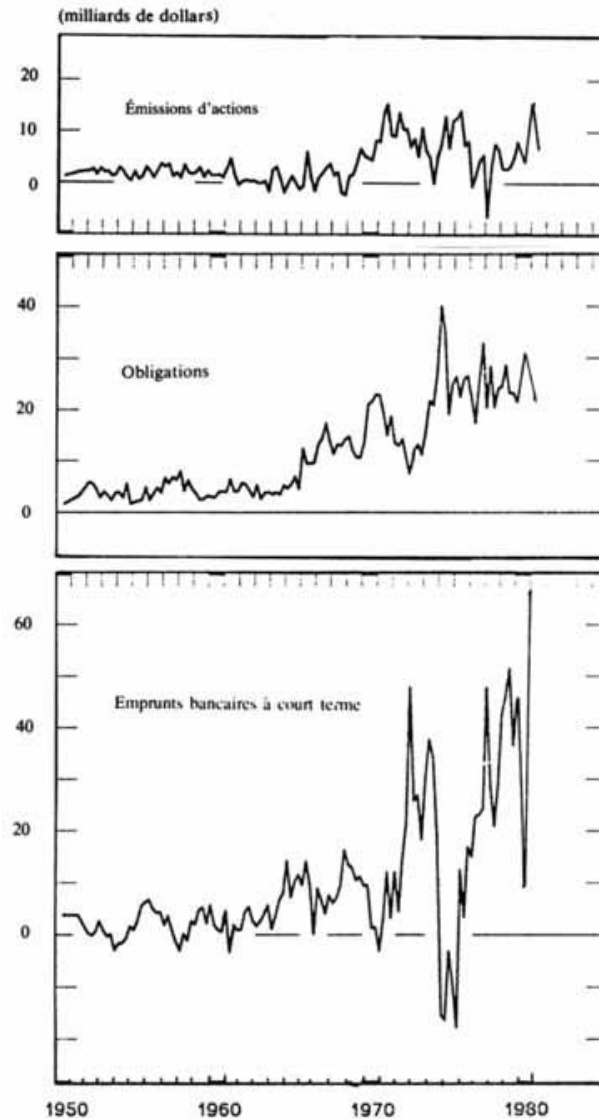 (milliards de dollars)
20
Émissions d'actions
10
0
40
Obligations
20
0
60
Emprunts bancaires à court terme
40
20
0
1950 1960 1970 1980